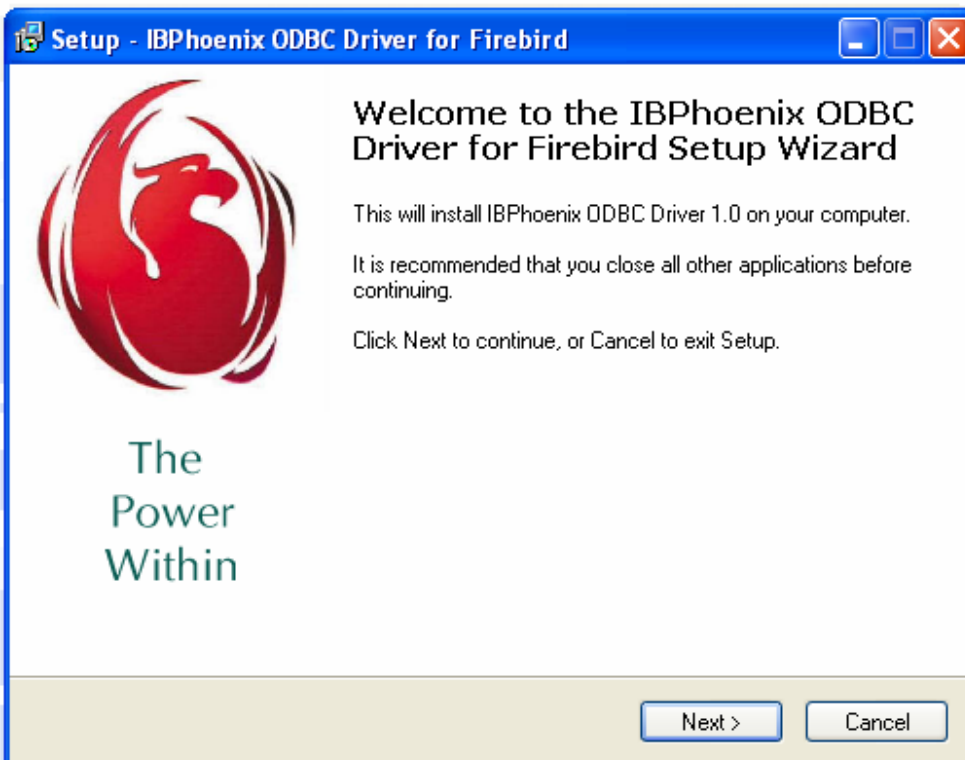 Setup - IBPhoenix ODBC Driver for Firebird
Welcome to the IBPhoenix ODBC
Driver for Firebird Setup Wizard
This will install IBPhoenix ODBC Driver 1.0 on your computer.
It is recommended that you close all other applications before
continuing.
Click Next to continue, or Cancel to exit Setup.
The
Power
Within
Next >
Cancel